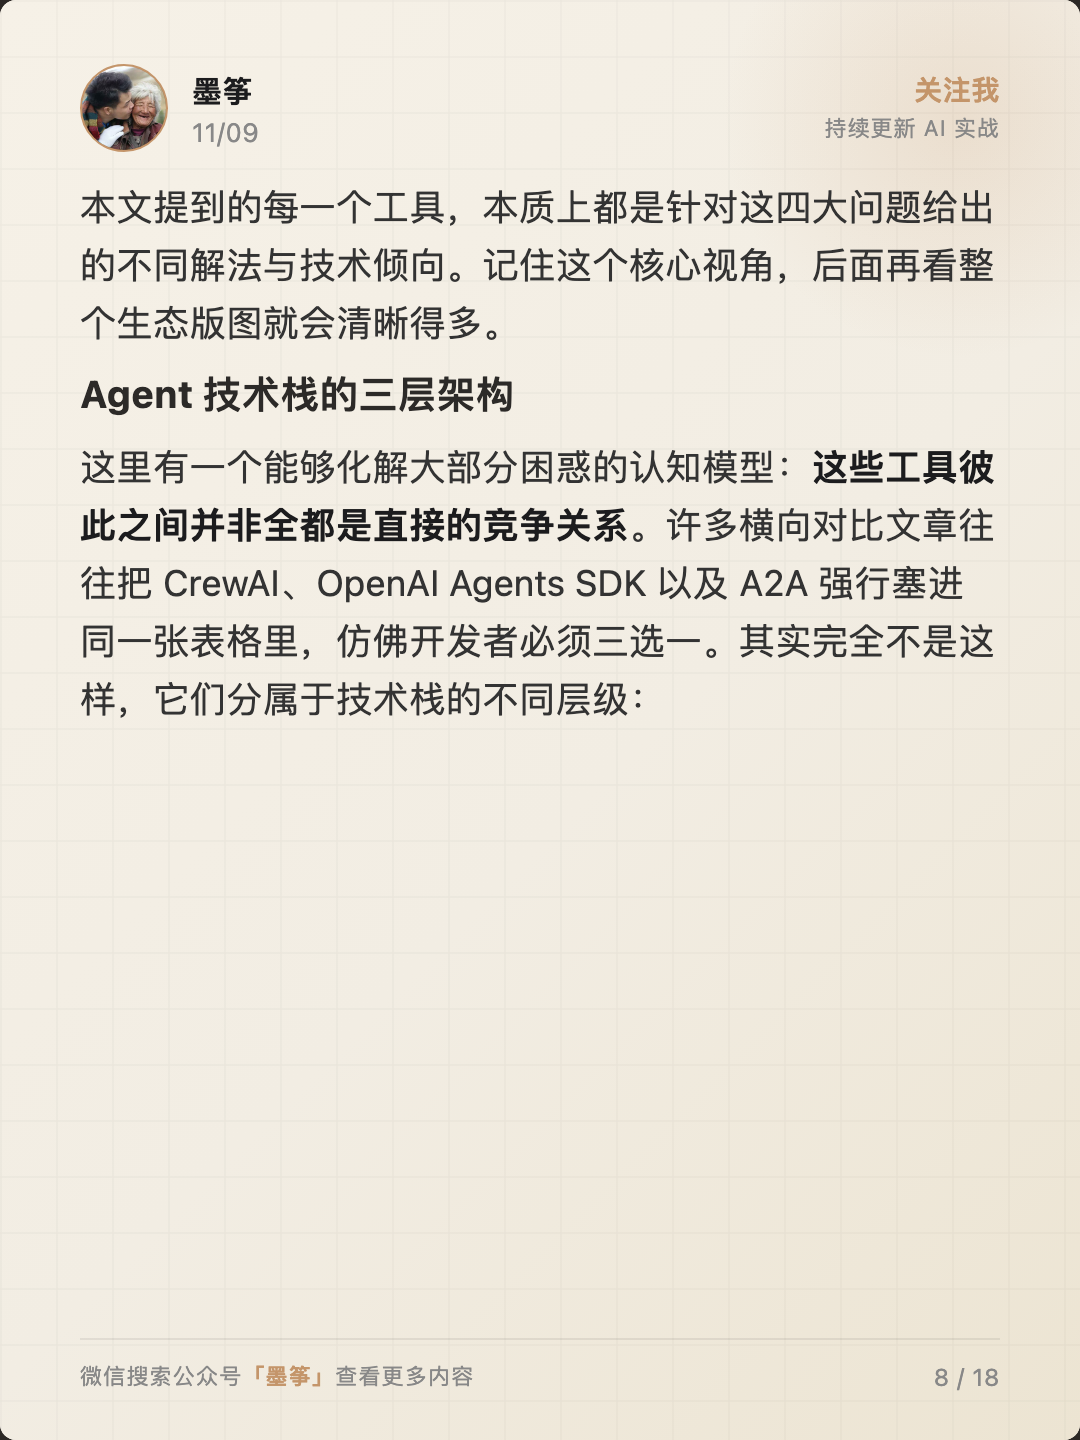 墨筝
11/09
关注我
持续更新 AI 实战
本文提到的每一个工具，本质上都是针对这四大问题给出
的不同解法与技术倾向。记住这个核心视角，后面再看整
个生态版图就会清晰得多。
Agent 技术栈的三层架构
这里有一个能够化解大部分困惑的认知模型：这些工具彼
此之间并非全都是直接的竞争关系。许多横向对比文章往
往把 CrewAI、OpenAI Agents SDK 以及 A2A 强行塞进
同一张表格里，仿佛开发者必须三选一。其实完全不是这
样，它们分属于技术栈的不同层级：
微信搜索公众号「墨筝」查看更多内容
8 / 18